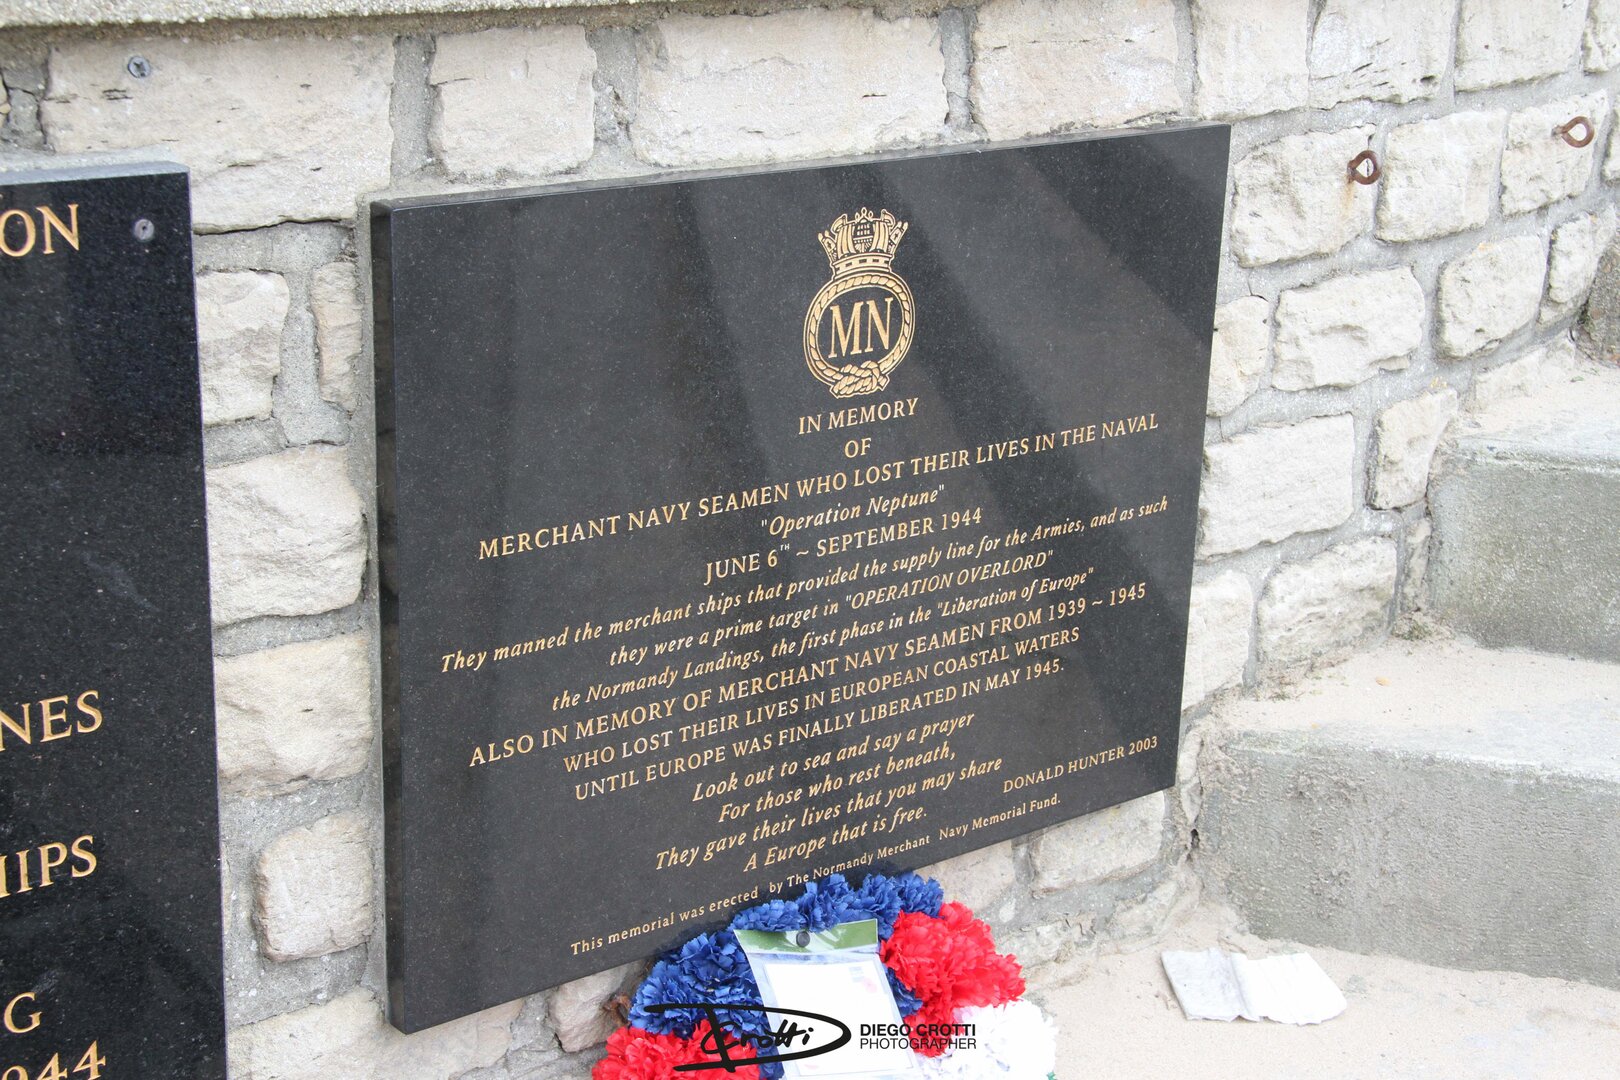 ON
NES
HIPS
G
944
MN
IN MEMORY
OF
MERCHANT NAVY SEAMEN WHO LOST THEIR LIVES IN THE NAVAL
"Operation Neptune"
JUNE 6TH ~ SEPTEMBER 1944
They manned the merchant ships that provided the supply line for the Armies, and as such
they were a prime target in "OPERATION OVERLORD"
the Normandy Landings, the first phase in the "Liberation of Europe"
ALSO IN MEMORY OF MERCHANT NAVY SEAMEN FROM 1939 ~ 1945
WHO LOST THEIR LIVES IN EUROPEAN COASTAL WATERS
UNTIL EUROPE WAS FINALLY LIBERATED IN MAY 1945.
Look out to sea and say a prayer
For those who rest beneath,
They gave their lives that you may share
A Europe that is free.
DONALD HUNTER 2003
This memorial was erected by The Normandy Merchant Navy Memorial Fund.
Crotti
DIEGO CROTTI
PHOTOGRAPHER